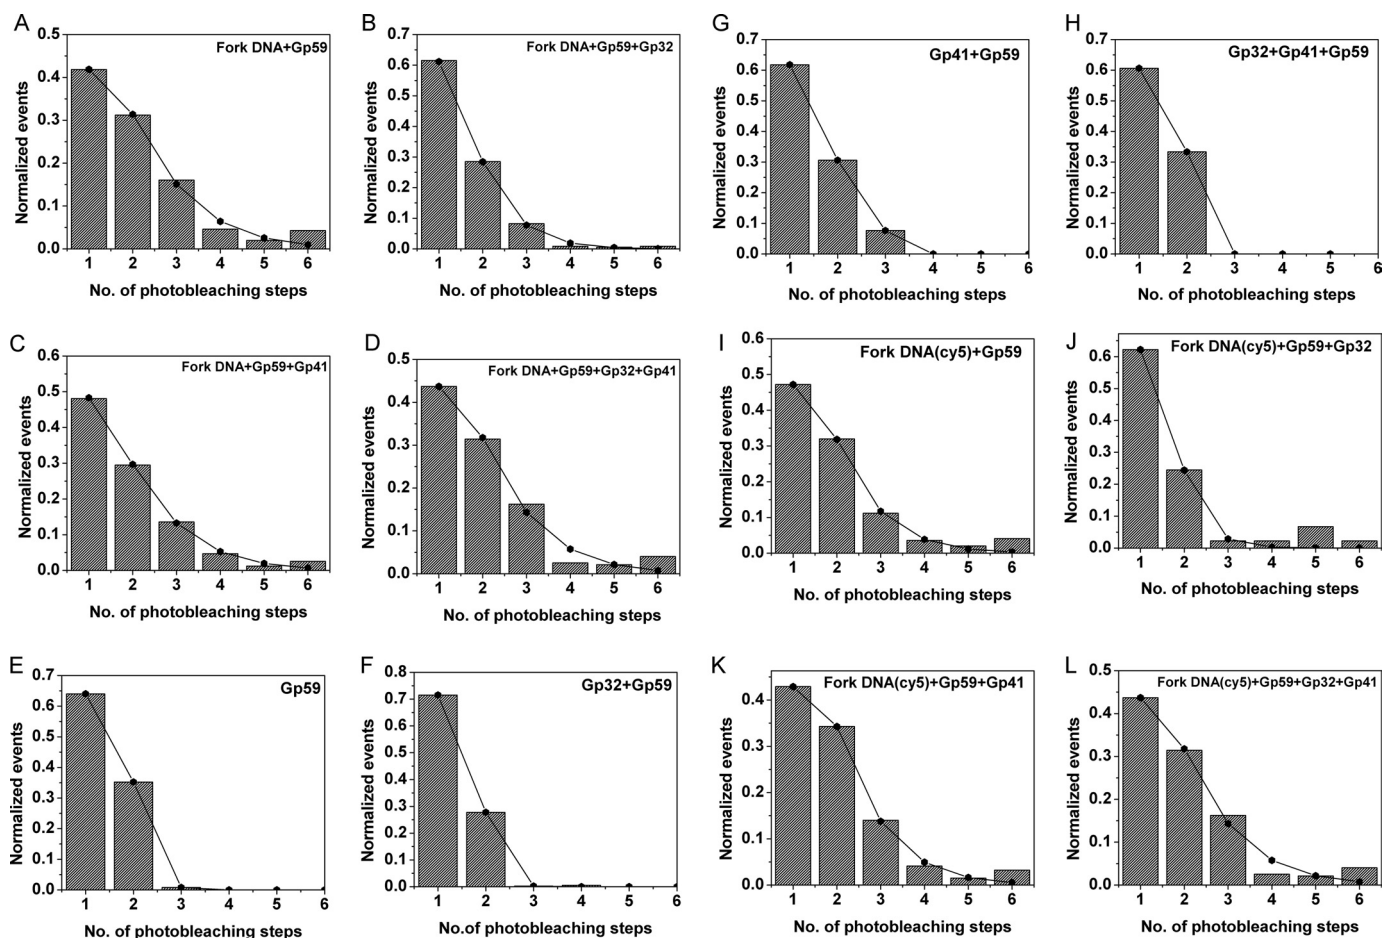 A
Fork DNA+Gp59
Normalized events
0.5
0.4
0.3
0.2
0.1
0.0
1 2 3 4 5 6
No. of photobleaching steps
B
Fork DNA+Gp59+Gp32
Normalized events
0.7
0.6
0.5
0.4
0.3
0.2
0.1
0.0
1 2 3 4 5 6
No. of photobleaching steps
G
Gp41+Gp59
Normalized events
0.7
0.6
0.5
0.4
0.3
0.2
0.1
0.0
1 2 3 4 5 6
No. of photobleaching steps
H
Gp32+Gp41+Gp59
Normalized events
0.7
0.6
0.5
0.4
0.3
0.2
0.1
0.0
1 2 3 4 5 6
No. of photobleaching steps
C
Fork DNA+Gp59+Gp41
Normalized events
0.6
0.5
0.4
0.3
0.2
0.1
0.0
1 2 3 4 5 6
No. of photobleaching steps
D
Fork DNA+Gp59+Gp32+Gp41
Normalized events
0.5
0.4
0.3
0.2
0.1
0.0
1 2 3 4 5 6
No. of photobleaching steps
I
Fork DNA(cy5)+Gp59
Normalized events
0.6
0.5
0.4
0.3
0.2
0.1
0.0
1 2 3 4 5 6
No. of photobleaching steps
J
Fork DNA(cy5)+Gp59+Gp32
Normalized events
0.6
0.5
0.4
0.3
0.2
0.1
0.0
1 2 3 4 5 6
No. of photobleaching steps
E
Gp59
Normalized events
0.7
0.6
0.5
0.4
0.3
0.2
0.1
0.0
1 2 3 4 5 6
No. of photobleaching steps
F
Gp32+Gp59
Normalized events
0.8
0.7
0.6
0.5
0.4
0.3
0.2
0.1
0.0
1 2 3 4 5 6
No.of photobleaching steps
K
Fork DNA(cy5)+Gp59+Gp41
Normalized events
0.4
0.3
0.2
0.1
0.0
1 2 3 4 5 6
No. of photobleaching steps
L
Fork DNA(cy5)+Gp59+Gp32+Gp41
Normalized events
0.5
0.4
0.3
0.2
0.1
0.0
1 2 3 4 5 6
No. of photobleaching steps